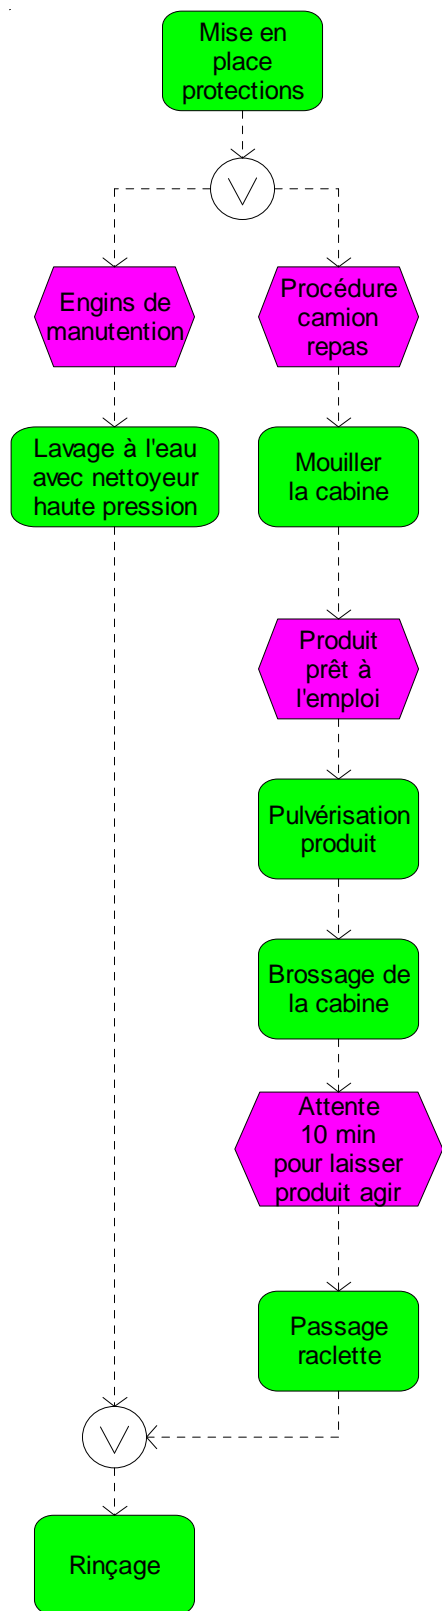 Mise en
place
protections
V
Engins de
manutention
Procédure
camion
repas
Lavage à l'eau
avec nettoyeur
haute pression
Mouiller
la cabine
Produit
prêt à
l'emploi
Pulvérisation
produit
Brossage de
la cabine
Attente
10 min
pour laisser
produit agir
Passage
raclette
V
Rinçage